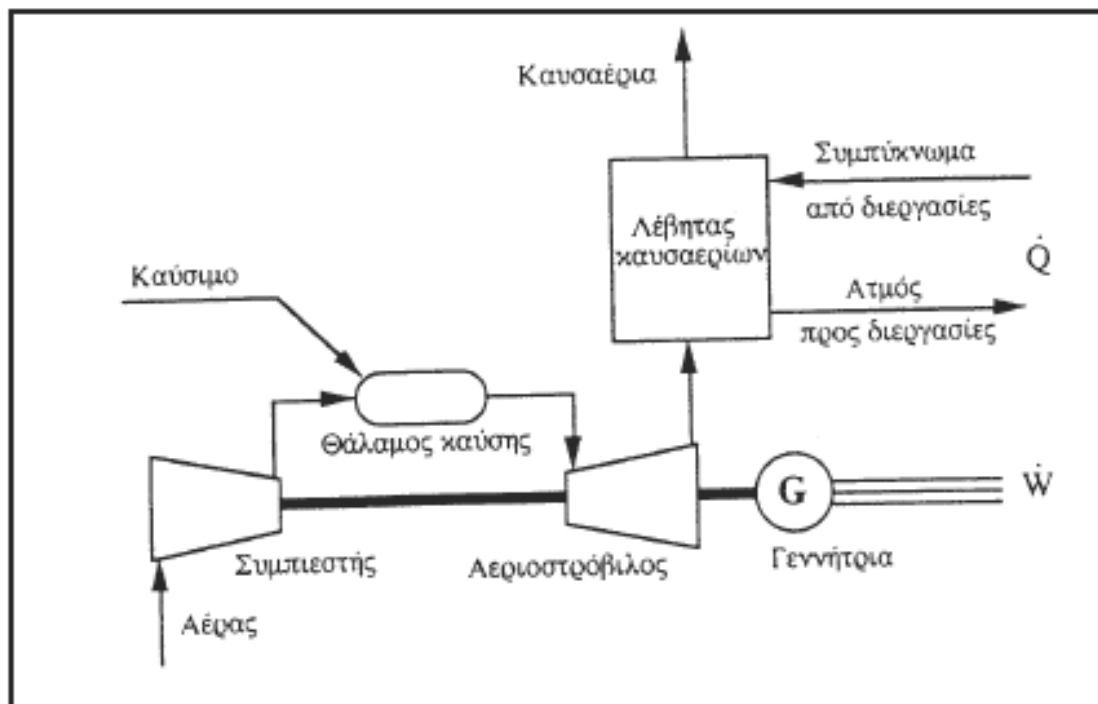 Καυσαέρια
Συμπύκνωμα
από διεργασίες
Λέβητας
καυσαερίων
Q̇
Καύσιμο
Ατμός
προς διεργασίες
Θάλαμος καύσης
G
Ẇ
Συμπιεστής
Αεριοστρόβιλος
Γεννήτρια
Αέρας